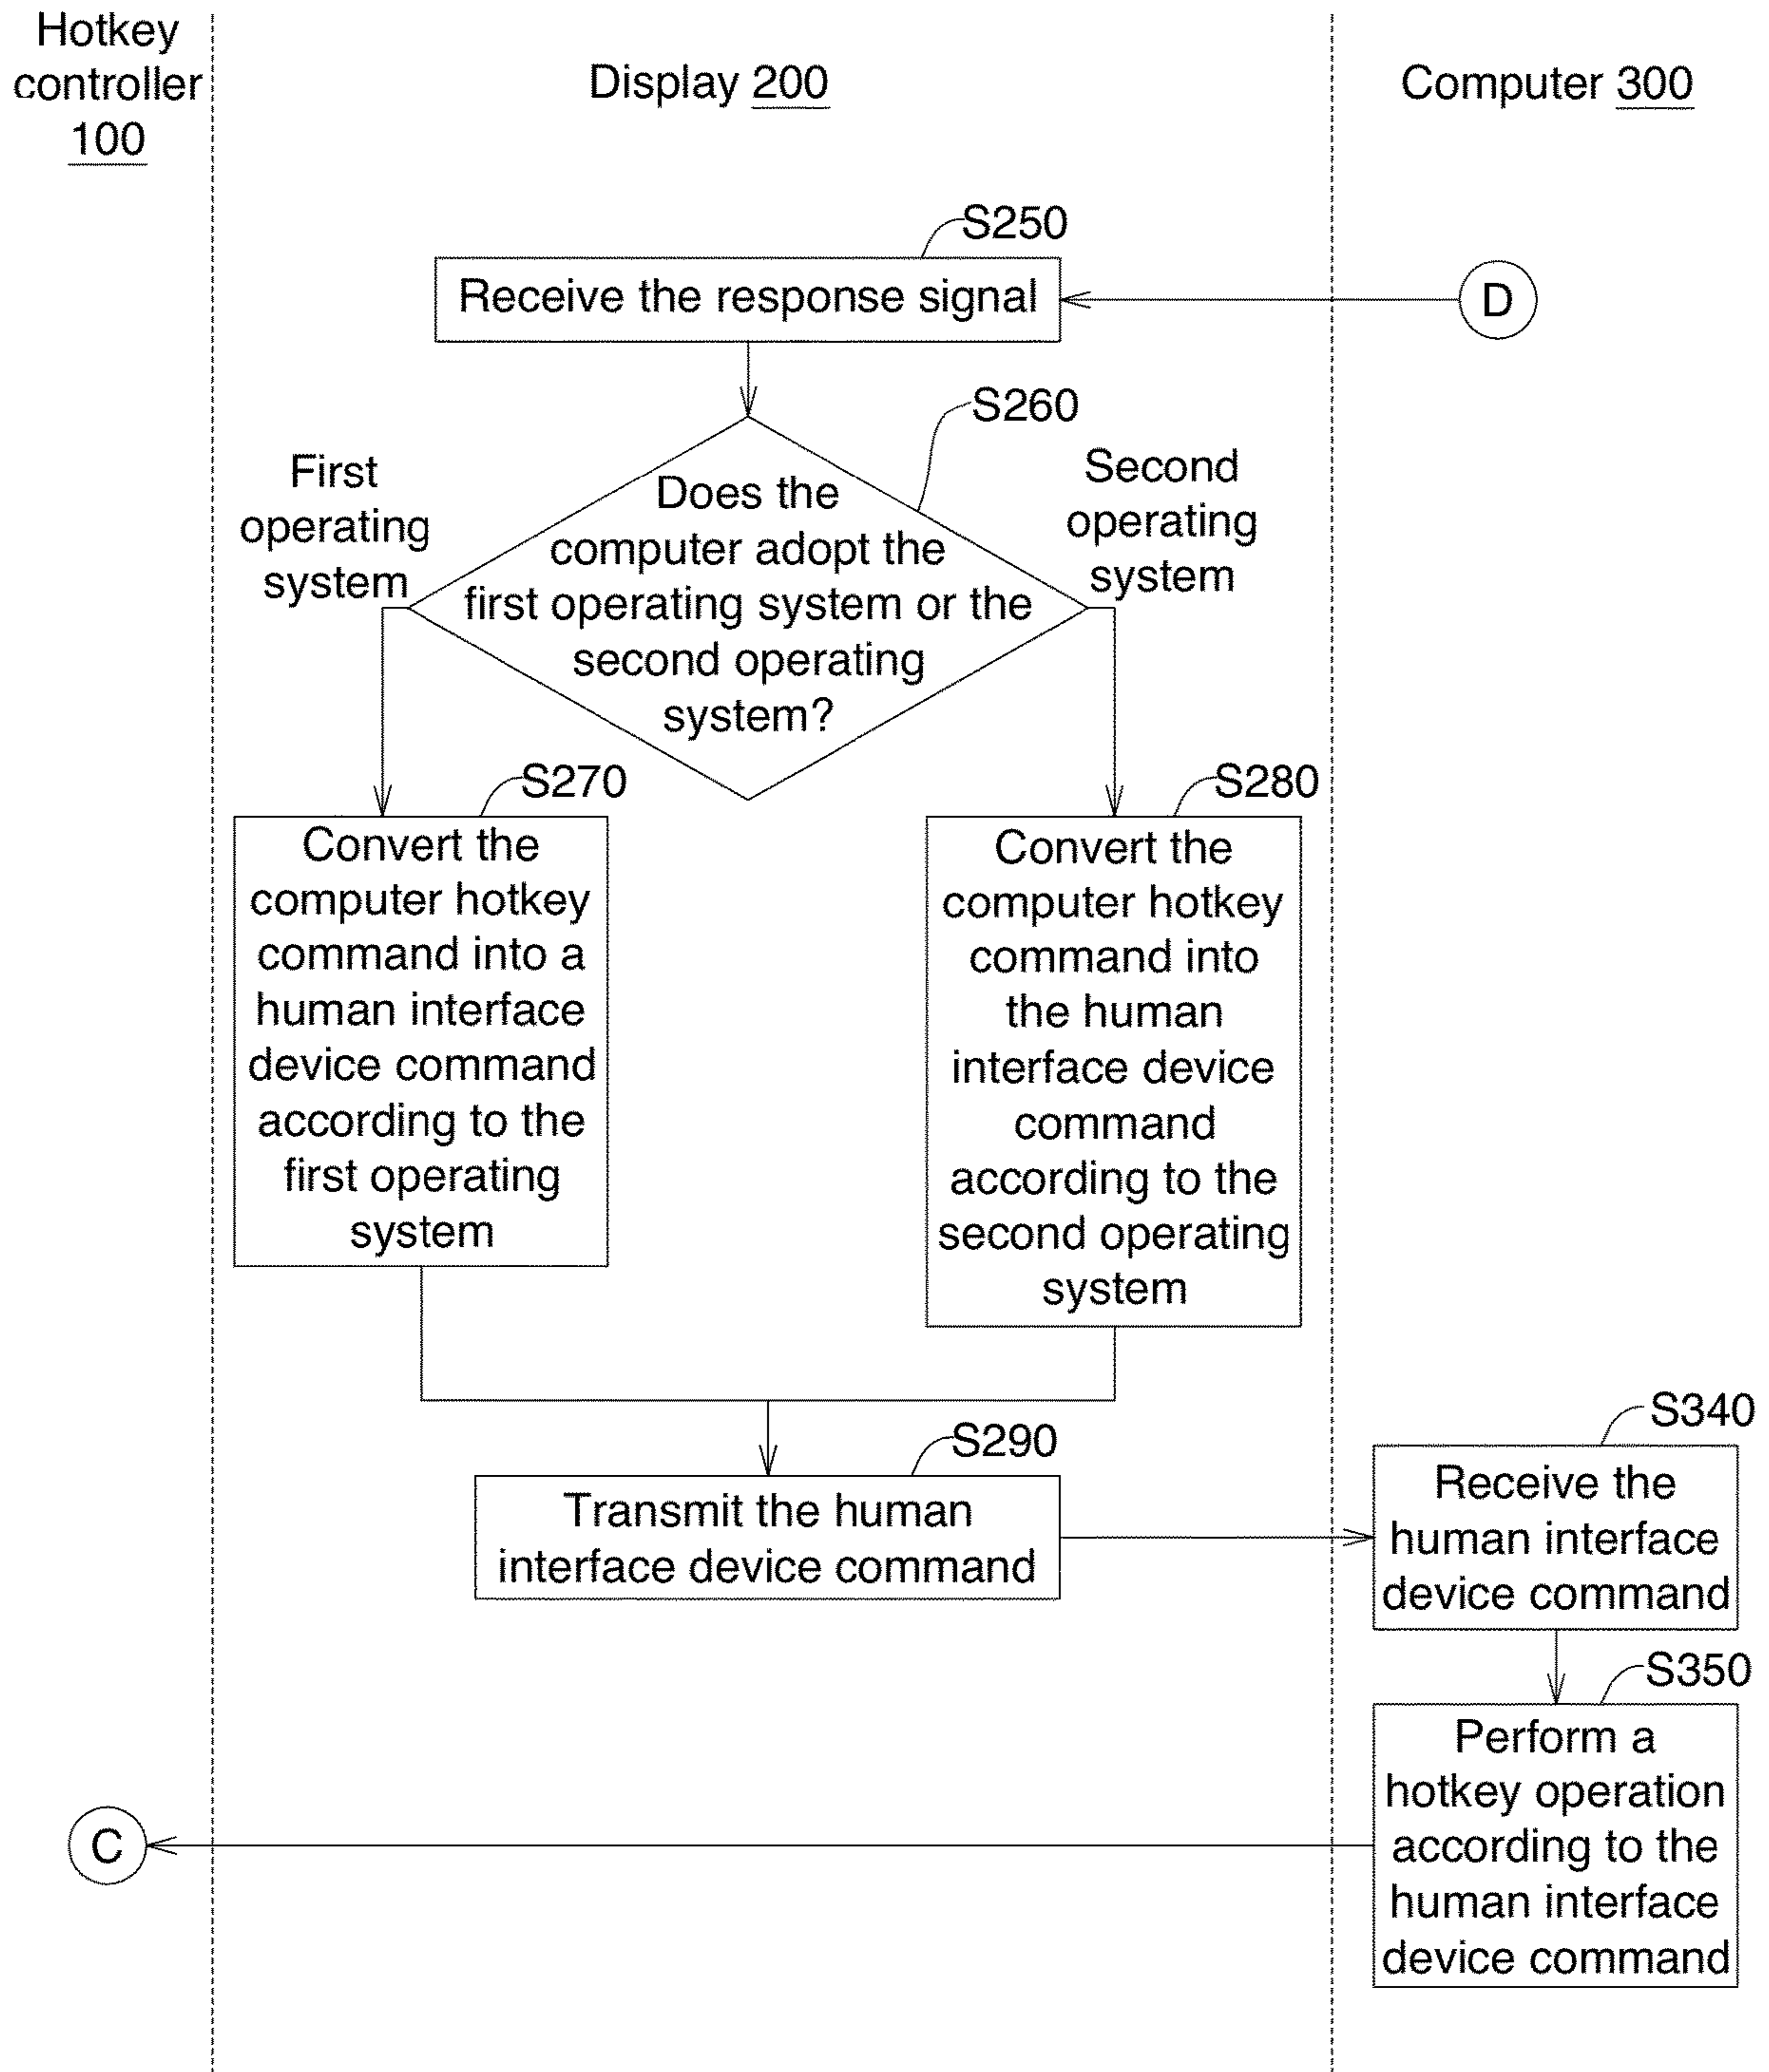 Hotkey
controller
100
Display 200
Computer 300
S250
Receive the response signal
D
S260
First
operating
system
Does the
computer adopt the
first operating system or the
second operating
system?
Second
operating
system
S270
Convert the
computer hotkey
command into a
human interface
device command
according to the
first operating
system
S280
Convert the
computer hotkey
command into
the human
interface device
command
according to the
second operating
system
S290
Transmit the human
interface device command
S340
Receive the
human interface
device command
S350
Perform a
hotkey operation
according to the
human interface
device command
C